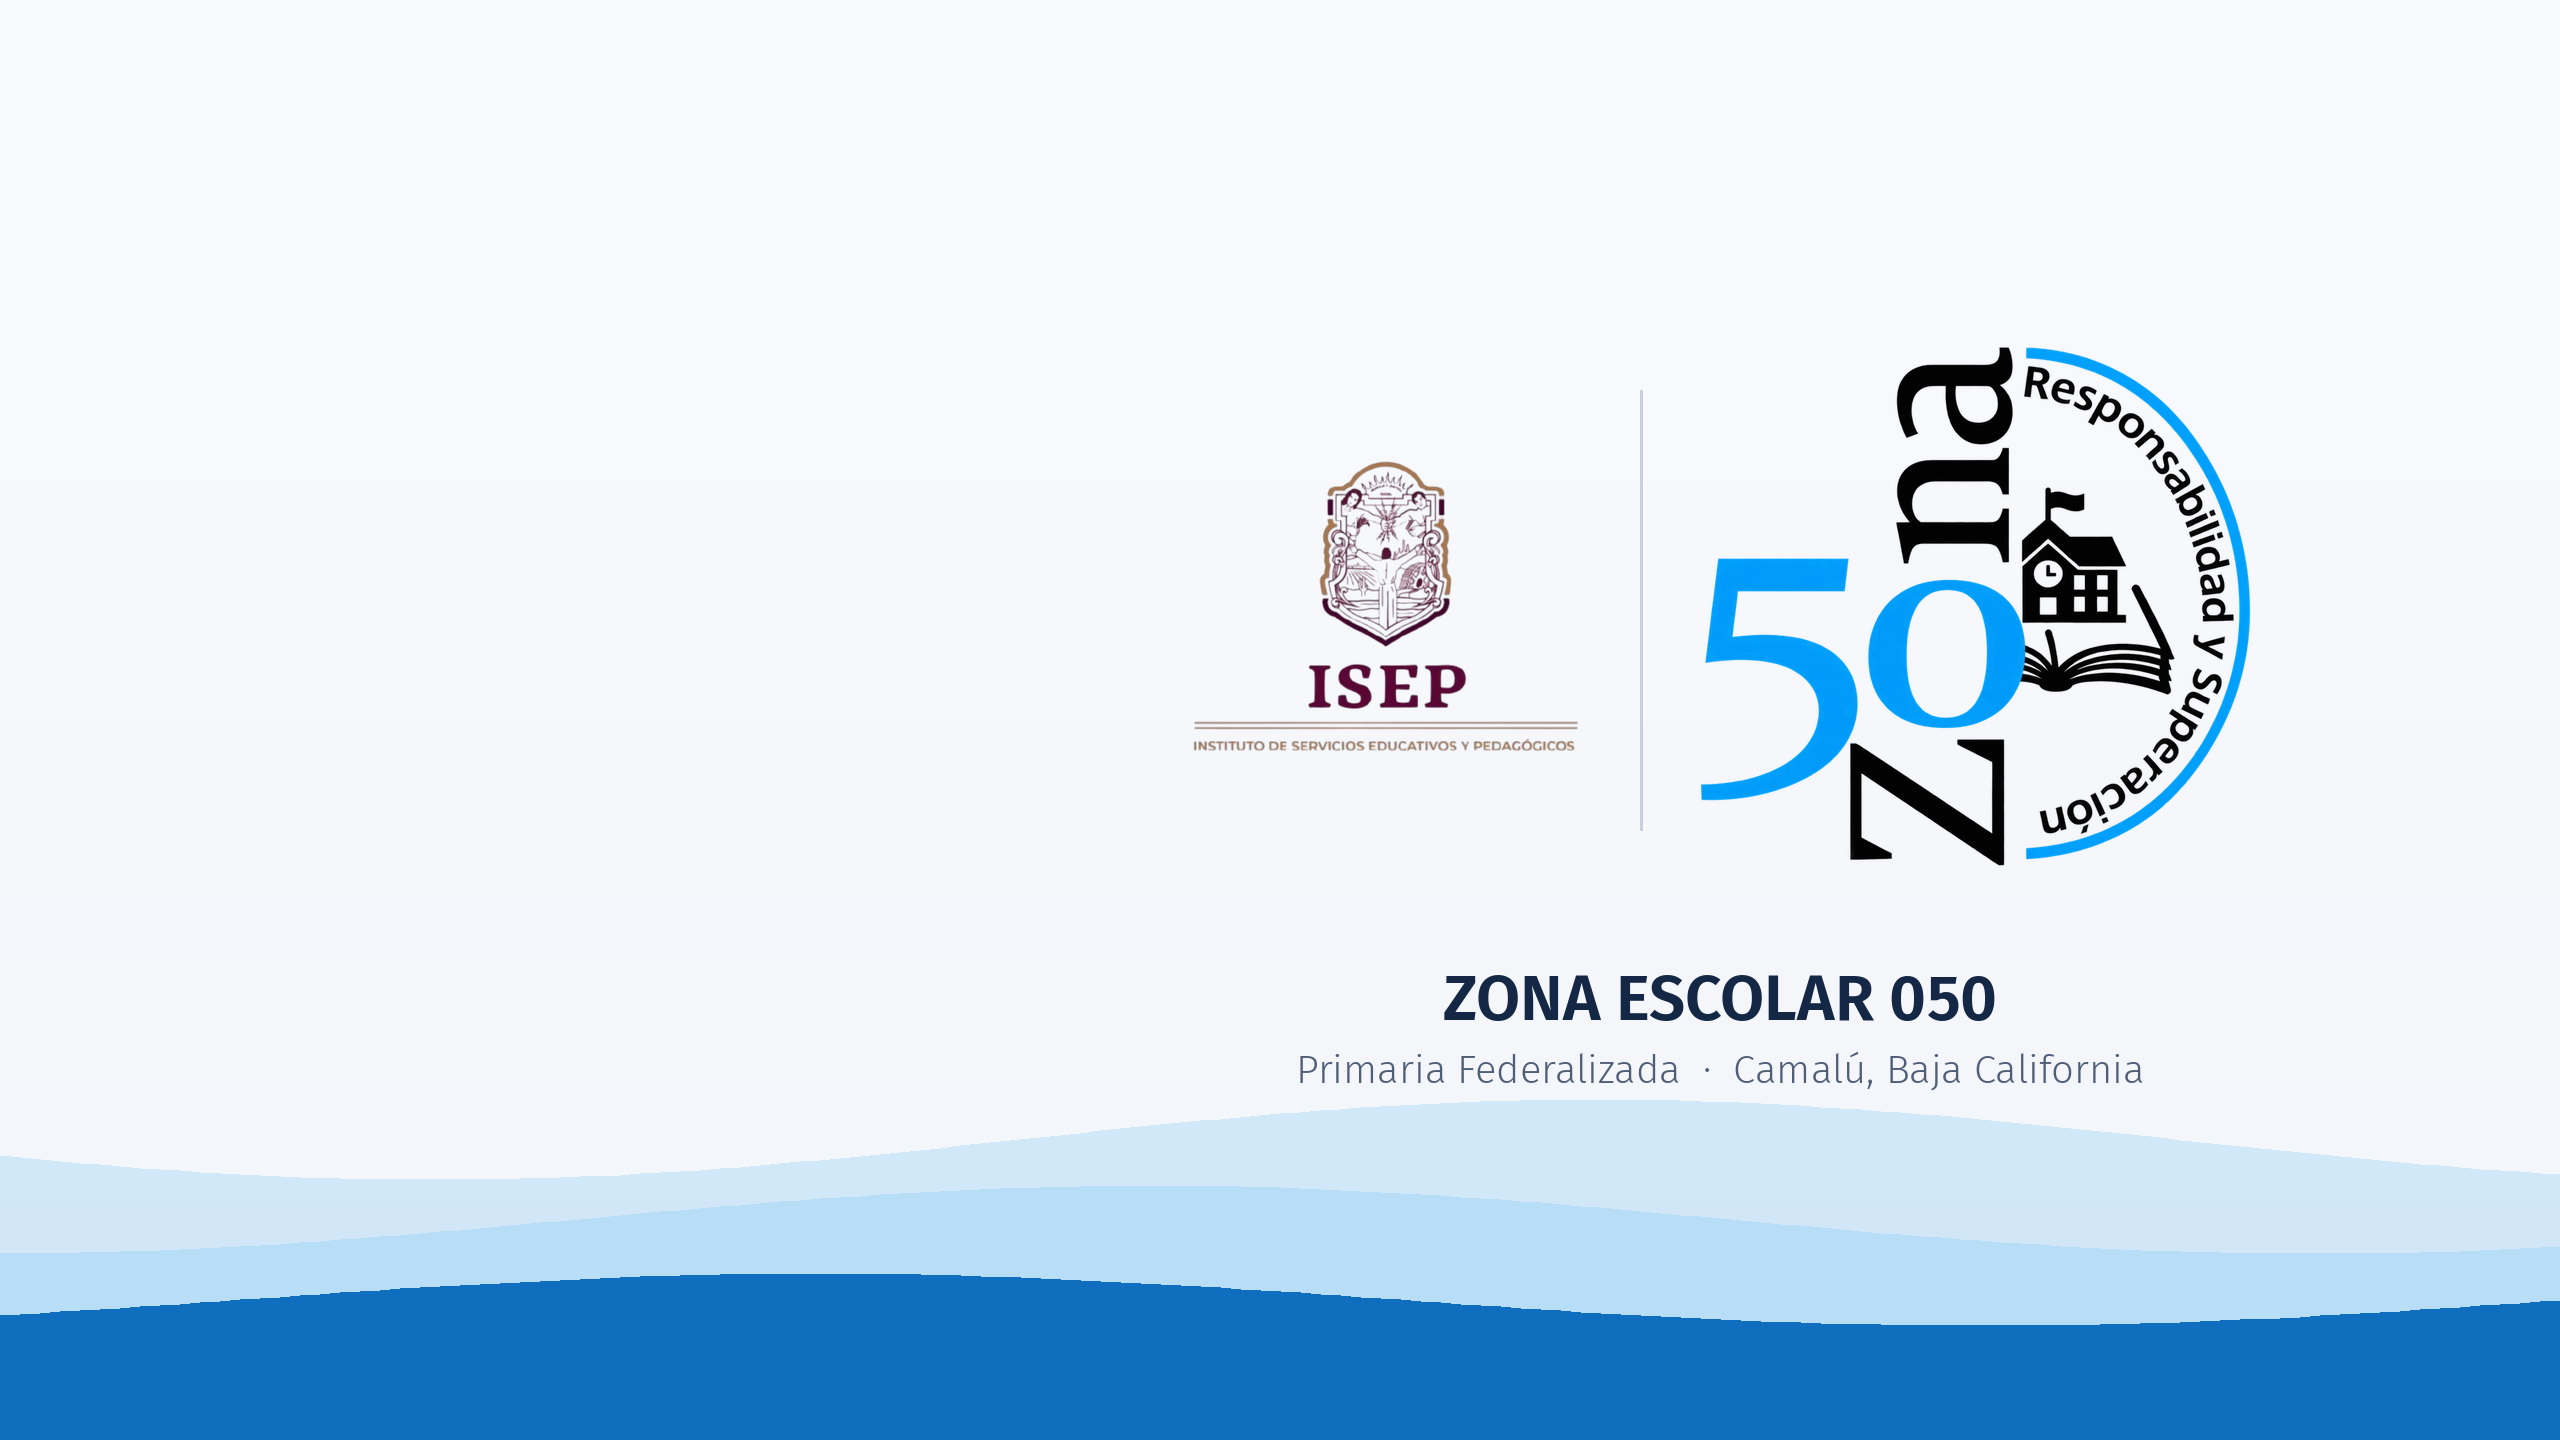 ISEP
INSTITUTO DE SERVICIOS EDUCATIVOS Y PEDAGÓGICOS
Zona
50
Responsabilidad y Superación
ZONA ESCOLAR 050
Primaria Federalizada · Camalú, Baja California